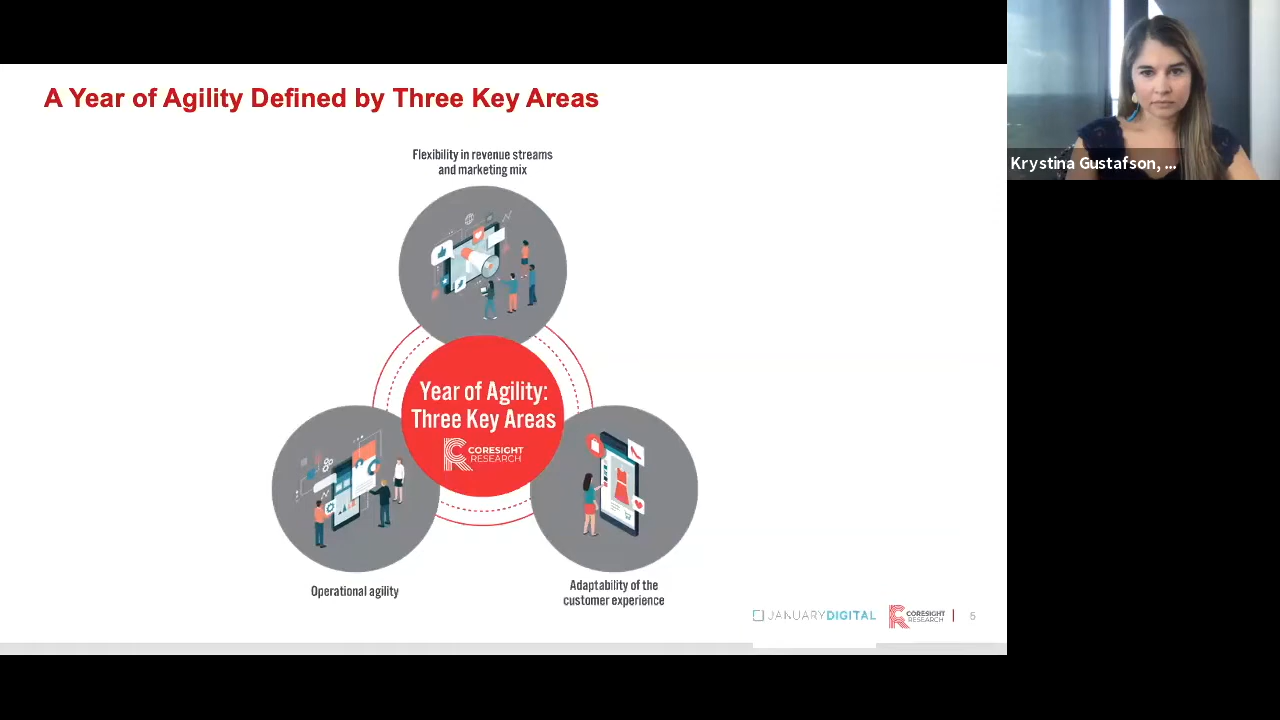 A Year of Agility Defined by Three Key Areas
Flexibility in revenue streams
and marketing mix
Year of Agility:
Three Key Areas
CORESIGHT
RESEARCH
Operational agility
Adaptability of the
customer experience
JANUARYDIGITAL
CORESIGHT
RESEARCH
5
Krystina Gustafson, ...